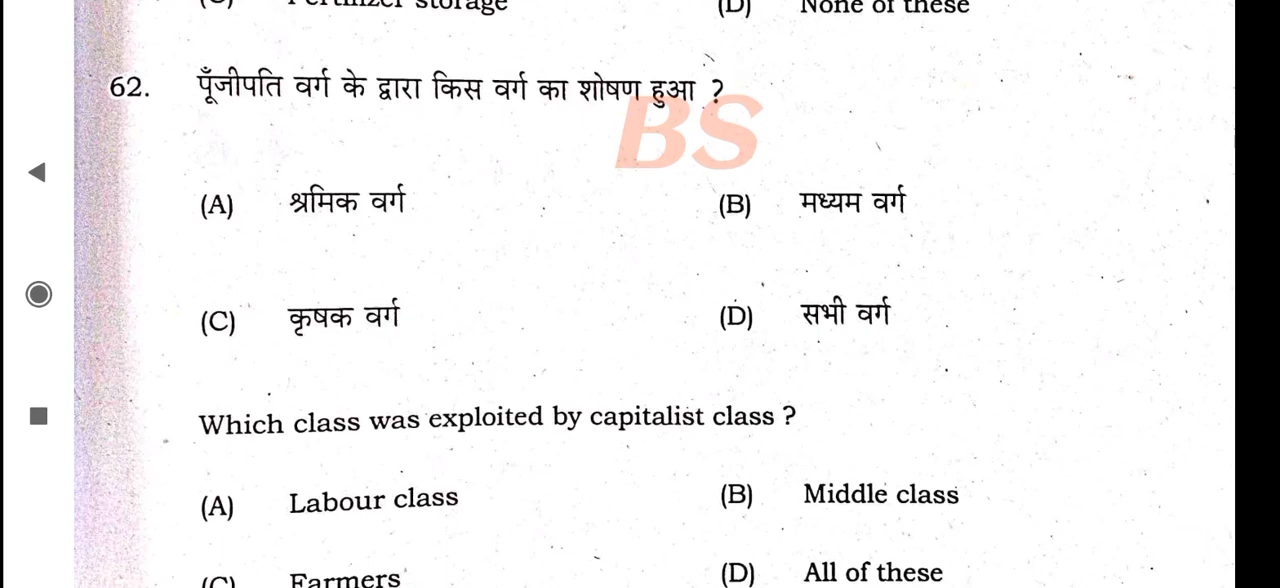 (C) Fertilizer storage (D) None of these
62. पूँजीपति वर्ग के द्वारा किस वर्ग का शोषण हुआ ?
BS
(A) श्रमिक वर्ग (B) मध्यम वर्ग
(C) कृषक वर्ग (D) सभी वर्ग
Which class was exploited by capitalist class ?
(A) Labour class (B) Middle class
(C) Farmers (D) All of these